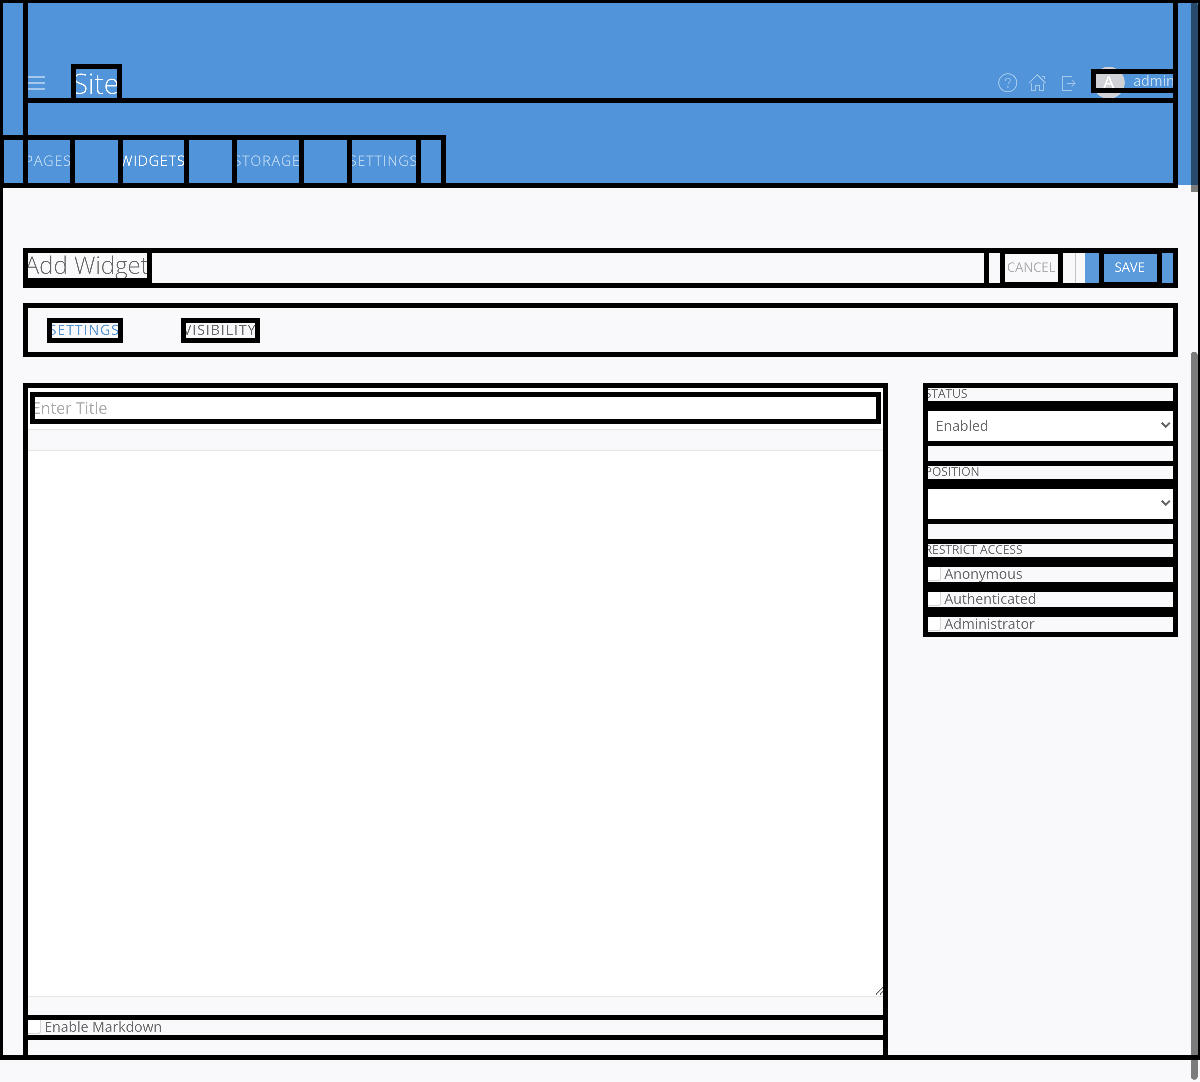 Site
A admin
PAGES WIDGETS STORAGE SETTINGS
Add Widget
CANCEL SAVE
SETTINGS VISIBILITY
Enter Title
STATUS
Enabled
POSITION
RESTRICT ACCESS
Anonymous
Authenticated
Administrator
Enable Markdown